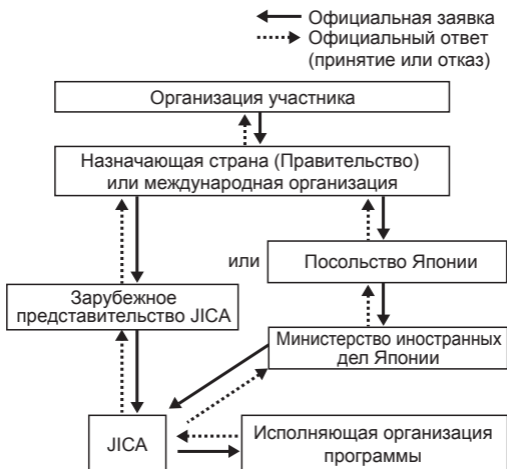 Официальная заявка
Официальный ответ
(принятие или отказ)
Организация участника
Назначающая страна (Правительство)
или международная организация
или
Посольство Японии
Зарубежное
представительство JICA
Министерство иностранных
дел Японии
JICA
Исполняющая организация
программы